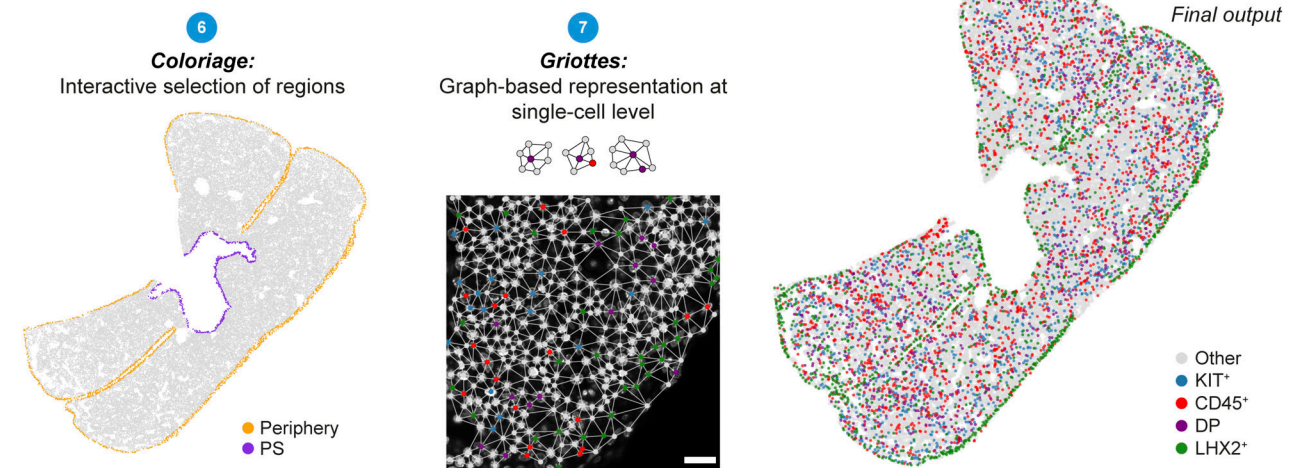 6
Coloriage:
Interactive selection of regions
Periphery
PS
7
Griottes:
Graph-based representation at
single-cell level
Final output
Other
KIT⁺
CD45⁺
DP
LHX2⁺